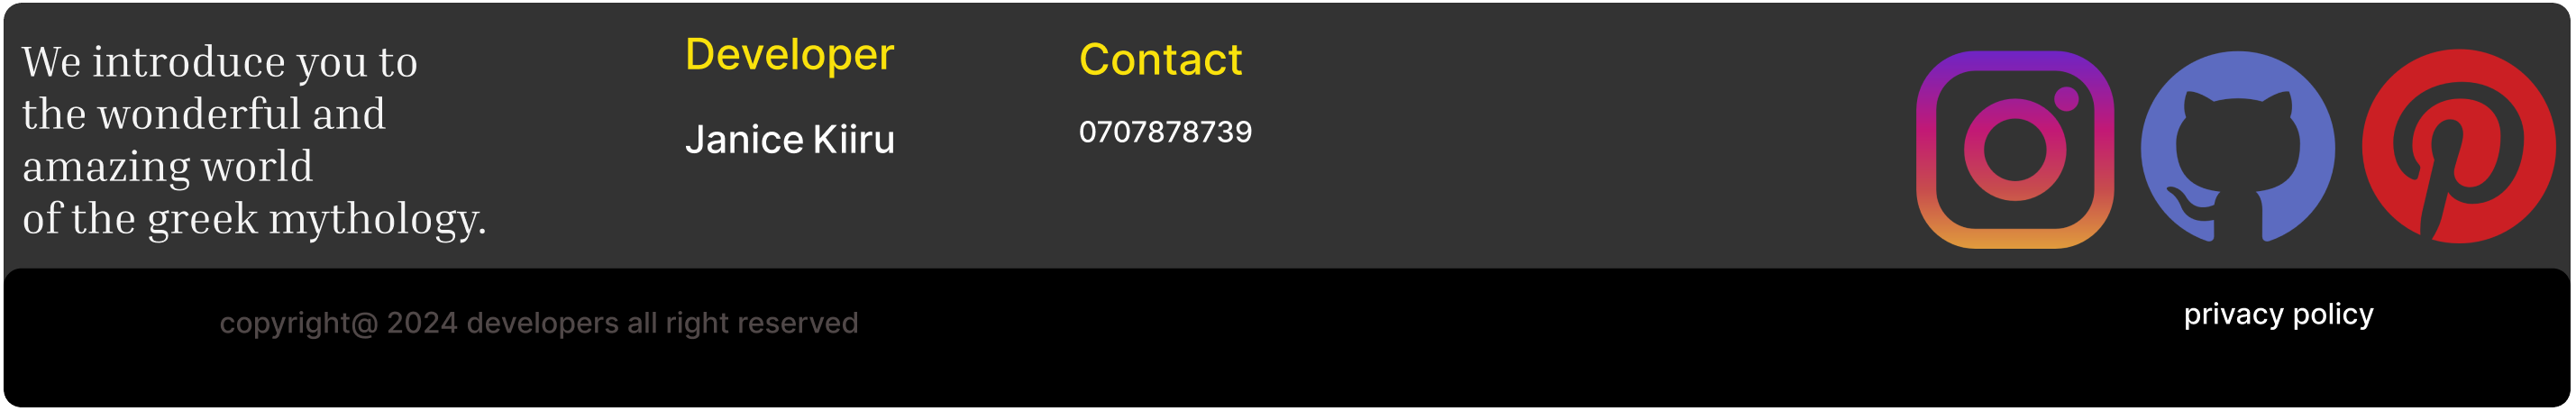 We introduce you to
the wonderful and
amazing world
of the greek mythology.
Developer
Janice Kiiru
Contact
0707878739
copyright@ 2024 developers all right reserved
privacy policy